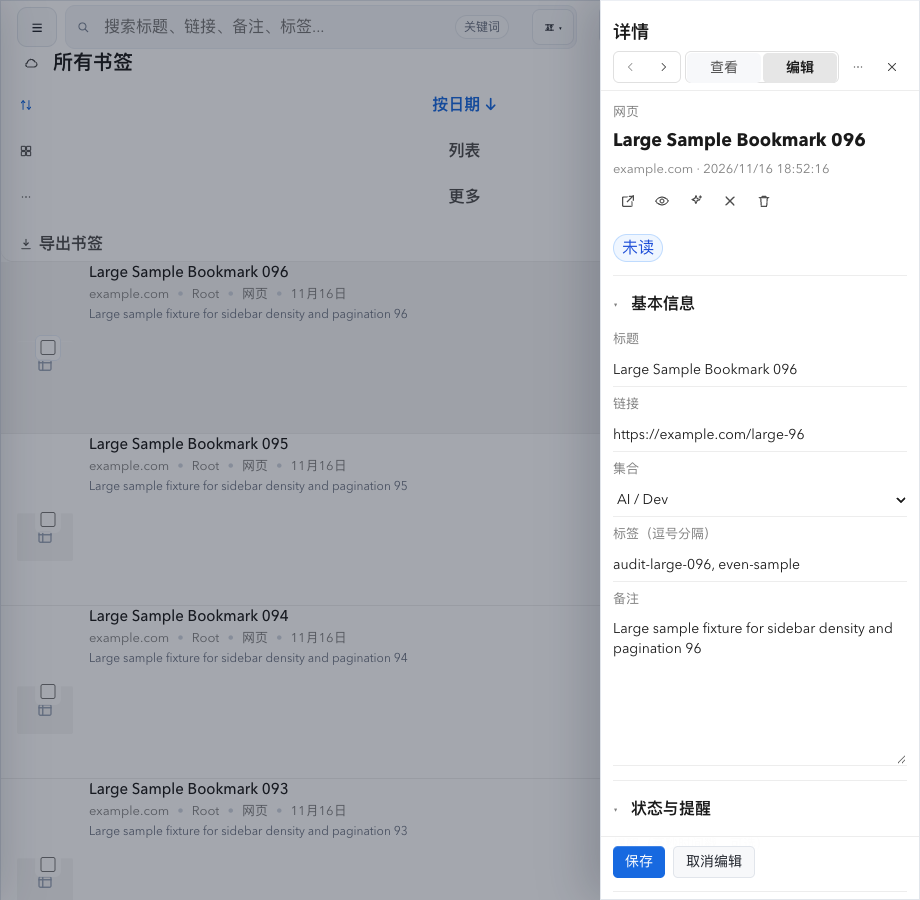 搜索标题、链接、备注、标签...
关键词
所有书签
按日期 ↓
列表
更多
导出书签
Large Sample Bookmark 096
example.com • Root • 网页 • 11月16日
Large sample fixture for sidebar density and pagination 96
Large Sample Bookmark 095
example.com • Root • 网页 • 11月16日
Large sample fixture for sidebar density and pagination 95
Large Sample Bookmark 094
example.com • Root • 网页 • 11月16日
Large sample fixture for sidebar density and pagination 94
Large Sample Bookmark 093
example.com • Root • 网页 • 11月16日
Large sample fixture for sidebar density and pagination 93
详情
查看
编辑
网页
Large Sample Bookmark 096
example.com · 2026/11/16 18:52:16
未读
基本信息
标题
Large Sample Bookmark 096
链接
https://example.com/large-96
集合
AI / Dev
标签（逗号分隔）
audit-large-096, even-sample
备注
Large sample fixture for sidebar density and
pagination 96
状态与提醒
保存
取消编辑